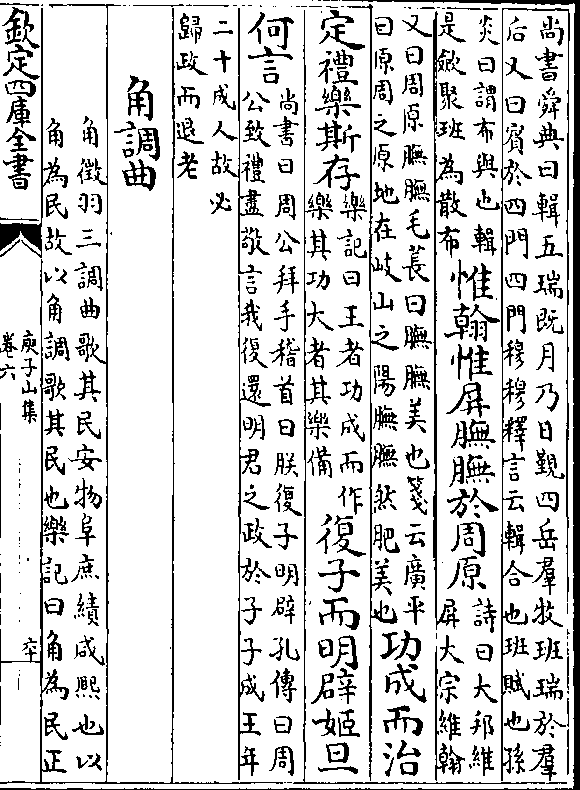 尚書舜典曰輯五瑞既月乃日覲四岳羣牧班瑞於羣
后又曰賓於四門四門穆穆釋言云輯合也班賦也孫
炎曰謂布與也輯
是斂聚班為散布
惟翰惟屏膴膴於周原
詩曰大邦維
屏大宗維翰
又曰周原膴膴毛萇曰膴膴美也箋云廣平
曰原周之原地在岐山之陽膴膴然肥美也
功成而治
定禮樂斯存
樂記曰王者功成而作
樂其功大者其樂備
復子而明辟姬旦
何言
尚書曰周公拜手稽首曰朕復子明辟孔傳曰周
公致禮盡敬言我復還明君之政於子子成王年
二十成人故必
歸政而退老
角調曲
角徵羽三調曲歌其民安物阜庶績咸熙也以
角為民故以角調歌其民也樂記曰角為民正
欽定四庫全書
庾子山集
卷六